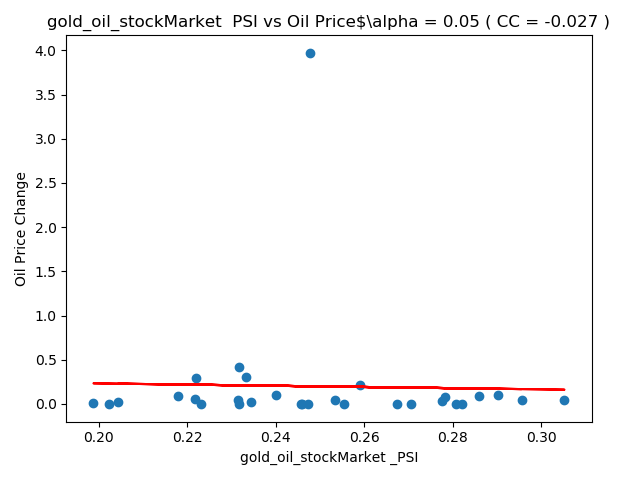 gold_oil_stockMarket  PSI vs Oil Price$\alpha = 0.05 ( CC = -0.027 )
4.0
3.5
3.0
2.5
2.0
1.5
1.0
0.5
0.0
Oil Price Change
0.20 0.22 0.24 0.26 0.28 0.30
gold_oil_stockMarket _PSI